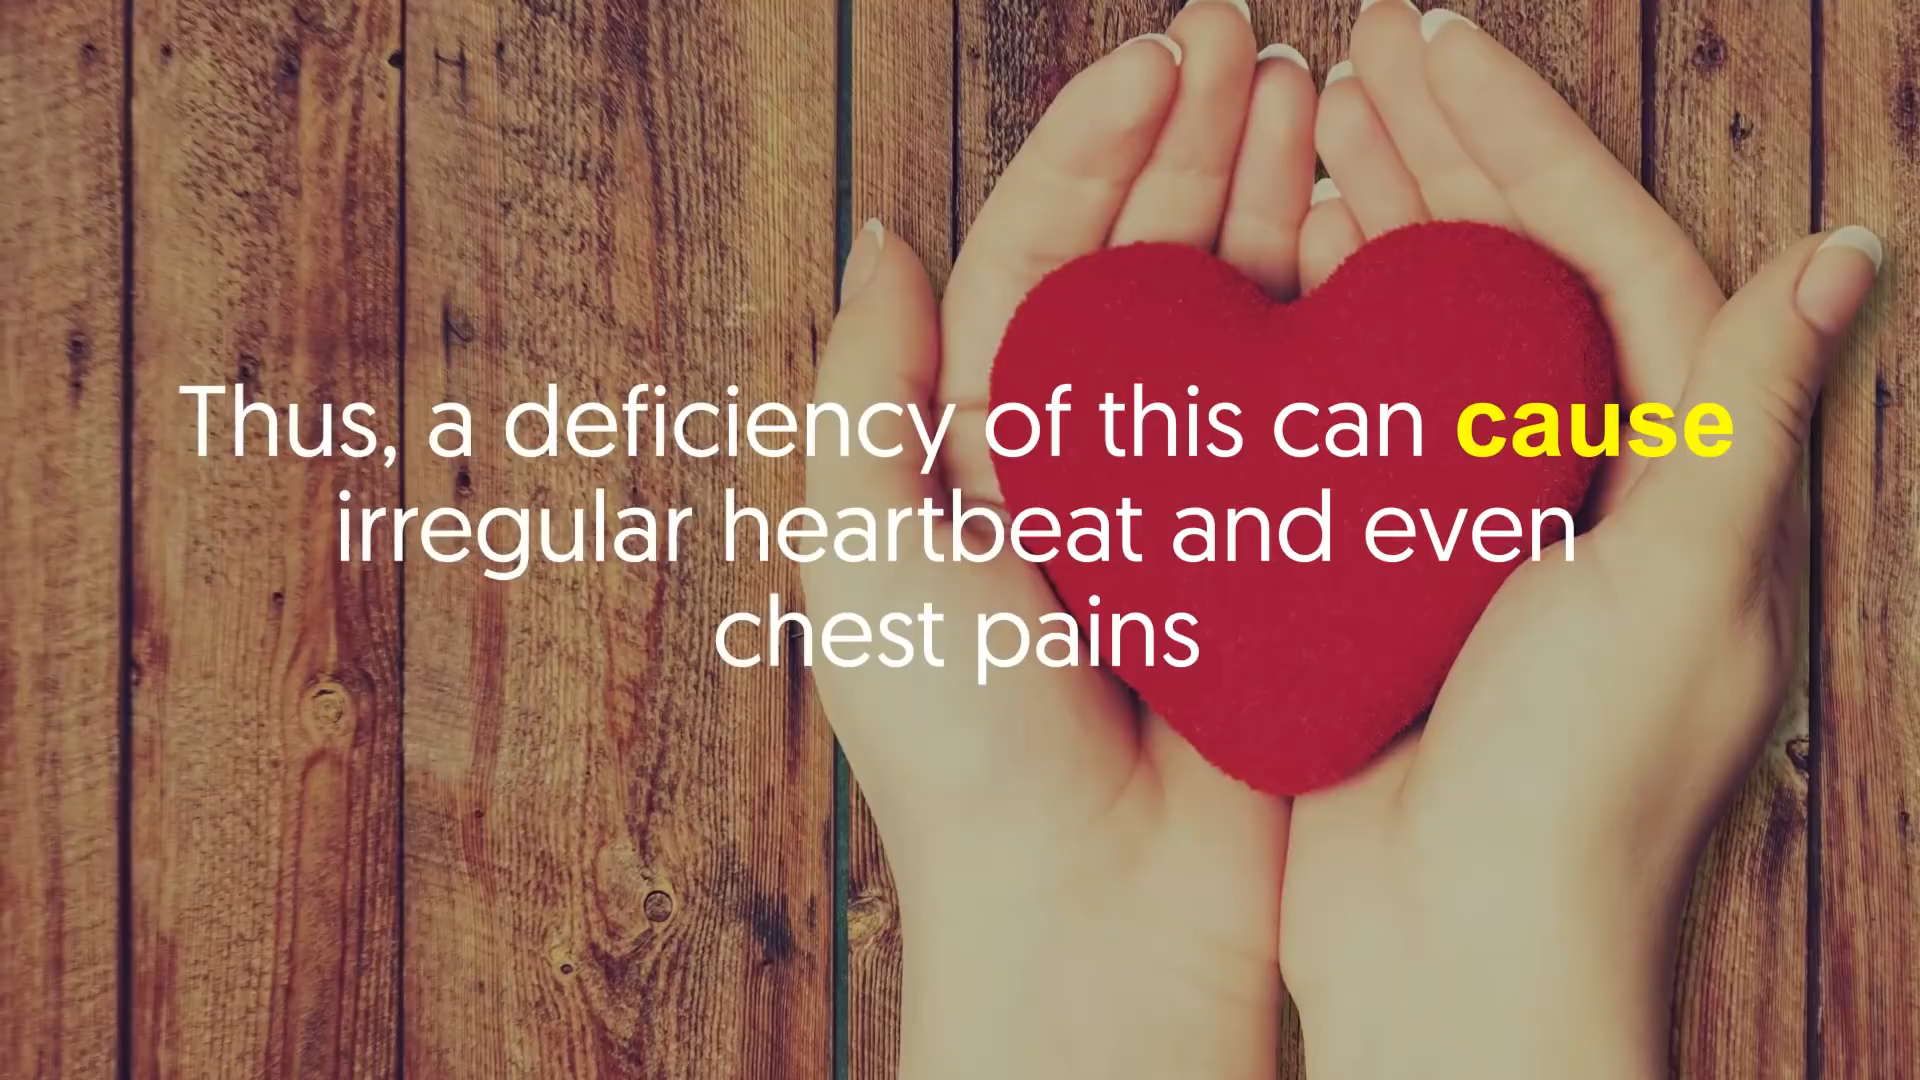 Thus, a deficiency of this can cause
irregular heartbeat and even
chest pains